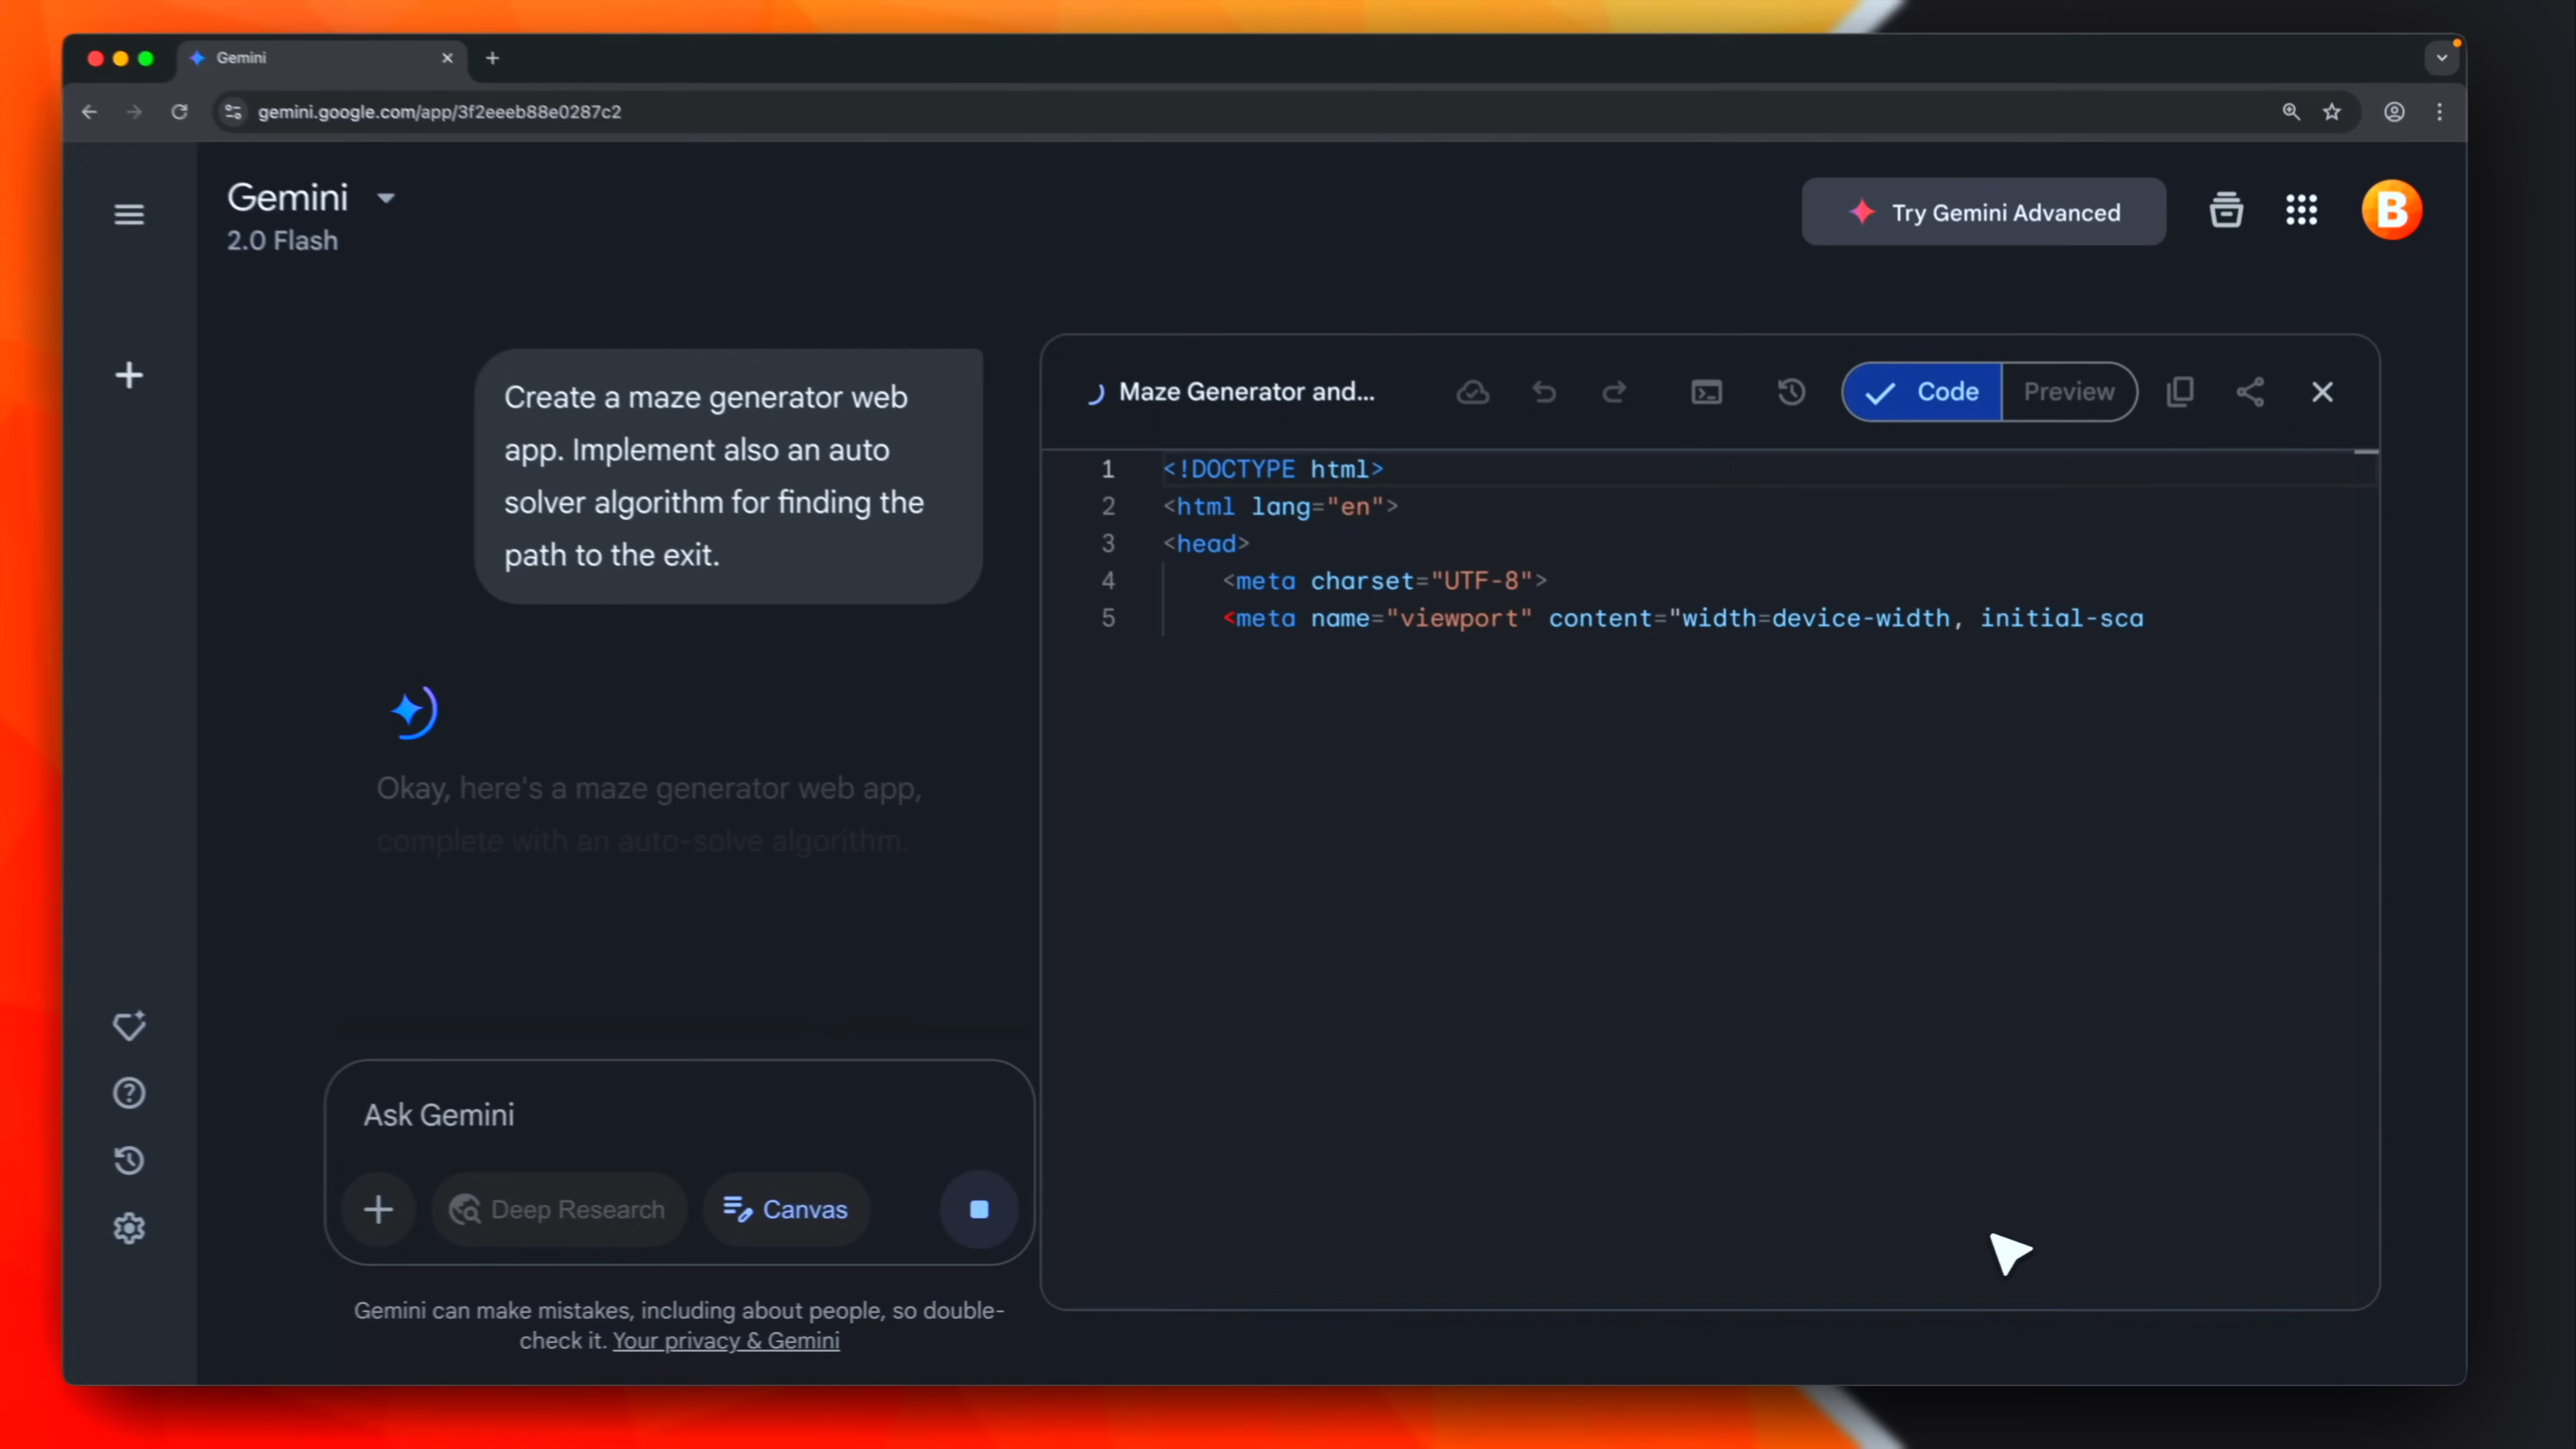 Gemini
gemini.google.com/app/3f2eeeb88e0287c2
Gemini
2.0 Flash
Try Gemini Advanced
B
Create a maze generator web
app. Implement also an auto
solver algorithm for finding the
path to the exit.
Okay, here's a maze generator web app,
complete with an auto-solve algorithm.
Ask Gemini
Deep Research
Canvas
Gemini can make mistakes, including about people, so double-
check it. Your privacy & Gemini
Maze Generator and...
Code
Preview
1 <!DOCTYPE html>
2 <html lang="en">
3 <head>
4 <meta charset="UTF-8">
5 <meta name="viewport" content="width=device-width, initial-sca